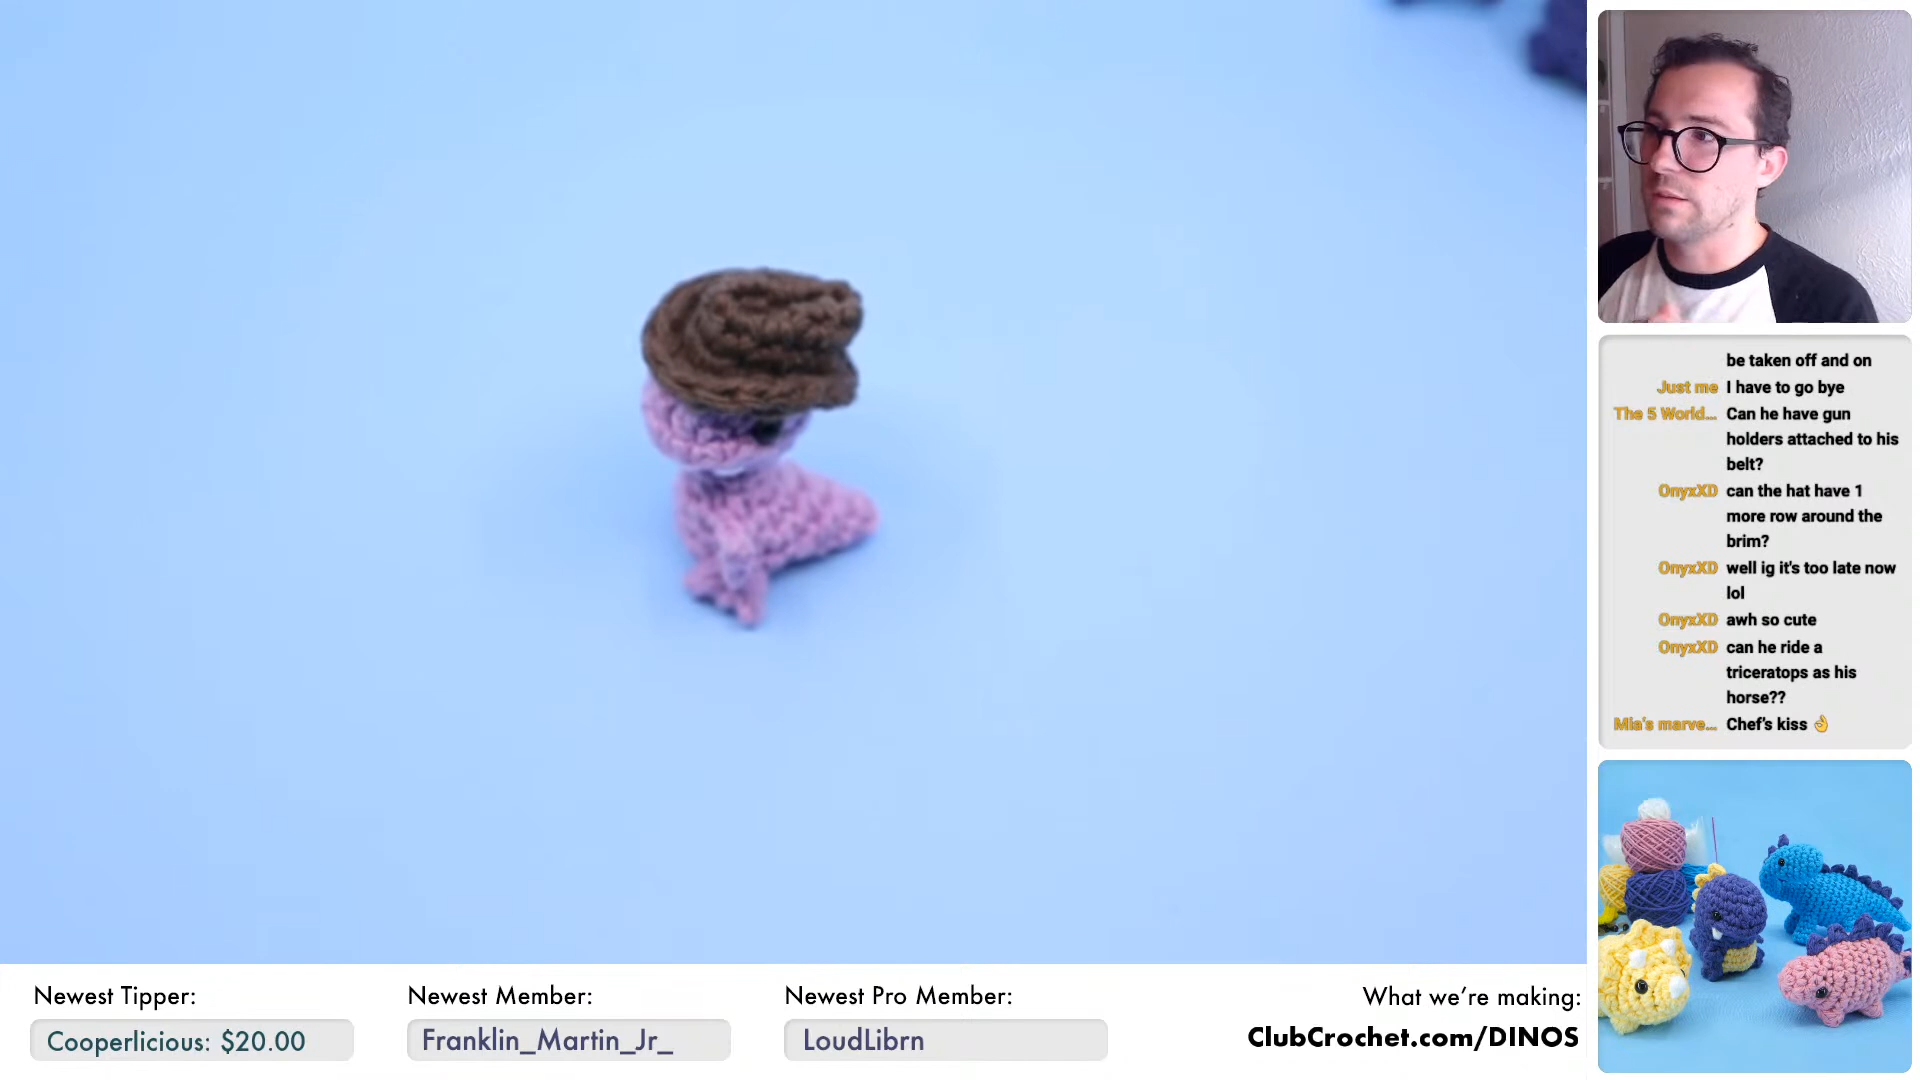 be taken off and on
Just me I have to go bye
The 5 World... Can he have gun
holders attached to his
belt?
OnyxXD can the hat have 1
more row around the
brim?
OnyxXD well ig it's too late now
lol
OnyxXD awh so cute
OnyxXD can he ride a
triceratops as his
horse??
Mia's marve... Chef's kiss 👌
Newest Tipper:
Cooperlicious: $20.00
Newest Member:
Franklin_Martin_Jr_
Newest Pro Member:
LoudLibrn
What we're making:
ClubCrochet.com/DINOS